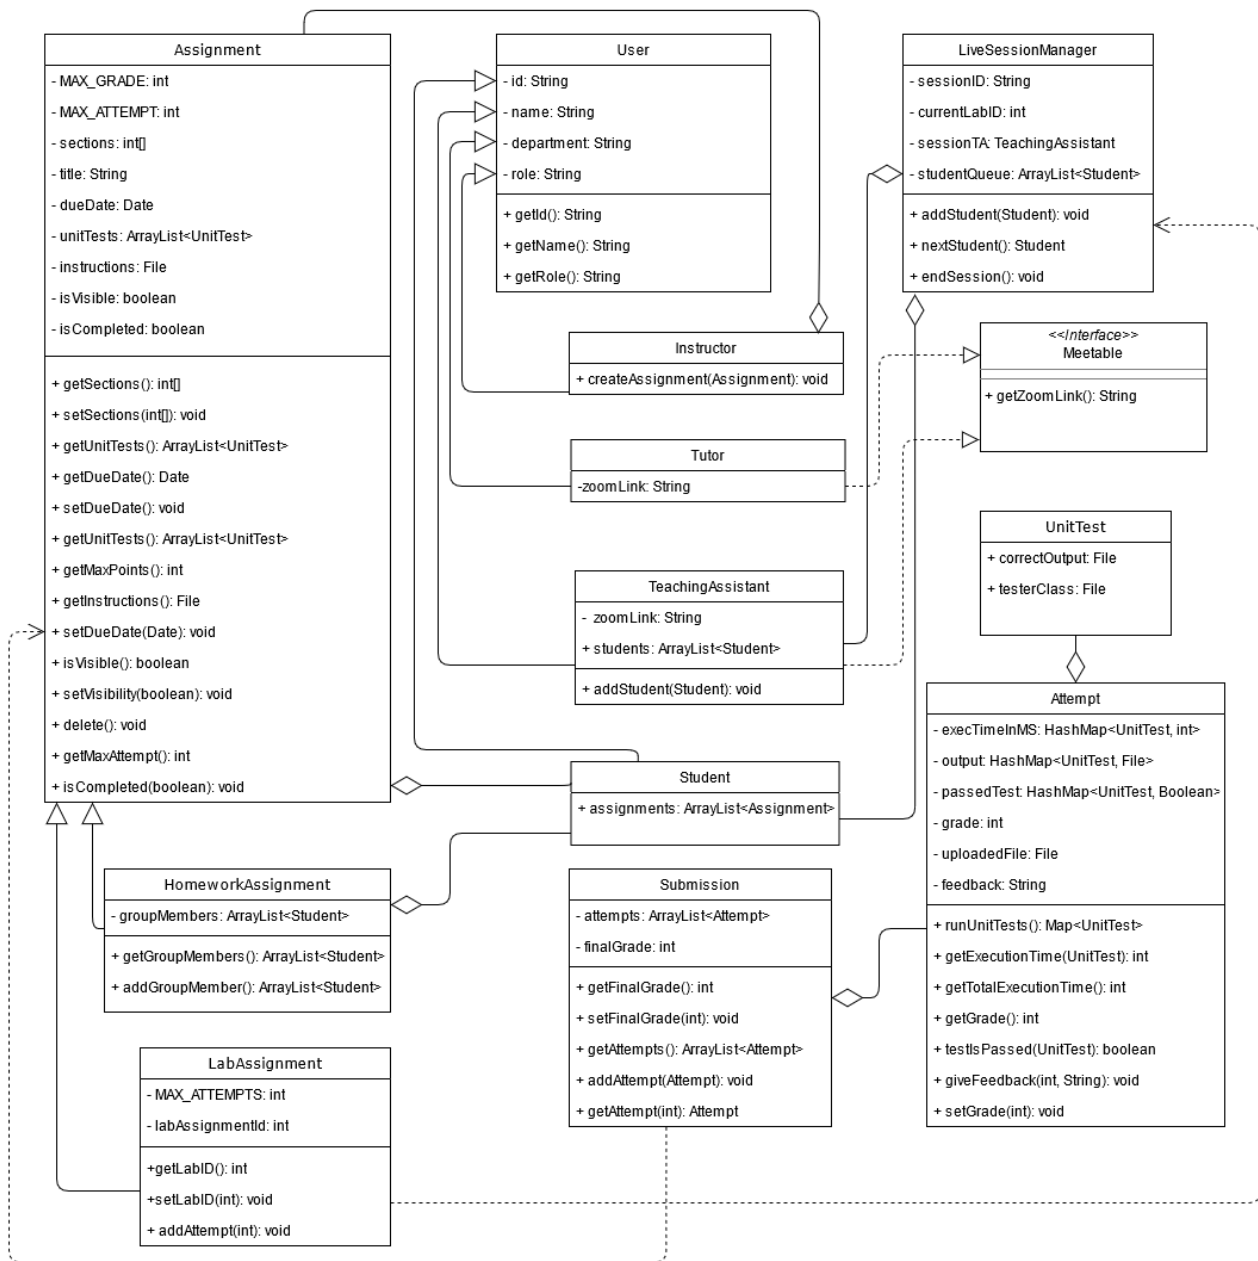 Assignment
- MAX_GRADE: int
- MAX_ATTEMPT: int
- sections: int[]
- title: String
- dueDate: Date
- unitTests: ArrayList<UnitTest>
- instructions: File
- isVisible: boolean
- isCompleted: boolean
+ getSections(): int[]
+ setSections(int[]): void
+ getUnitTests(): ArrayList<UnitTest>
+ getDueDate(): Date
+ setDueDate(): void
+ getUnitTests(): ArrayList<UnitTest>
+ getMaxPoints(): int
+ getInstructions(): File
+ setDueDate(Date): void
+ isVisible(): boolean
+ setVisibility(boolean): void
+ delete(): void
+ getMaxAttempt(): int
+ isCompleted(boolean): void
User
- id: String
- name: String
- department: String
- role: String
+ getId(): String
+ getName(): String
+ getRole(): String
LiveSessionManager
- sessionID: String
- currentLabID: int
- sessionTA: TeachingAssistant
- studentQueue: ArrayList<Student>
+ addStudent(Student): void
+ nextStudent(): Student
+ endSession(): void
Instructor
+ createAssignment(Assignment): void
<<Interface>>
Meetable
+ getZoomLink(): String
Tutor
-zoomLink: String
UnitTest
+ correctOutput: File
+ testerClass: File
TeachingAssistant
- zoomLink: String
+ students: ArrayList<Student>
+ addStudent(Student): void
Attempt
- execTimeInMS: HashMap<UnitTest, int>
- output: HashMap<UnitTest, File>
- passedTest: HashMap<UnitTest, Boolean>
- grade: int
- uploadedFile: File
- feedback: String
+ runUnitTests(): Map<UnitTest>
+ getExecutionTime(UnitTest): int
+ getTotalExecutionTime(): int
+ getGrade(): int
+ testIsPassed(UnitTest): boolean
+ giveFeedback(int, String): void
+ setGrade(int): void
Student
+ assignments: ArrayList<Assignment>
HomeworkAssignment
- groupMembers: ArrayList<Student>
+ getGroupMembers(): ArrayList<Student>
+ addGroupMember(): ArrayList<Student>
Submission
- attempts: ArrayList<Attempt>
- finalGrade: int
+ getFinalGrade(): int
+ setFinalGrade(int): void
+ getAttempts(): ArrayList<Attempt>
+ addAttempt(Attempt): void
+ getAttempt(int): Attempt
LabAssignment
- MAX_ATTEMPTS: int
- labAssignmentId: int
+getLabID(): int
+setLabID(int): void
+ addAttempt(int): void